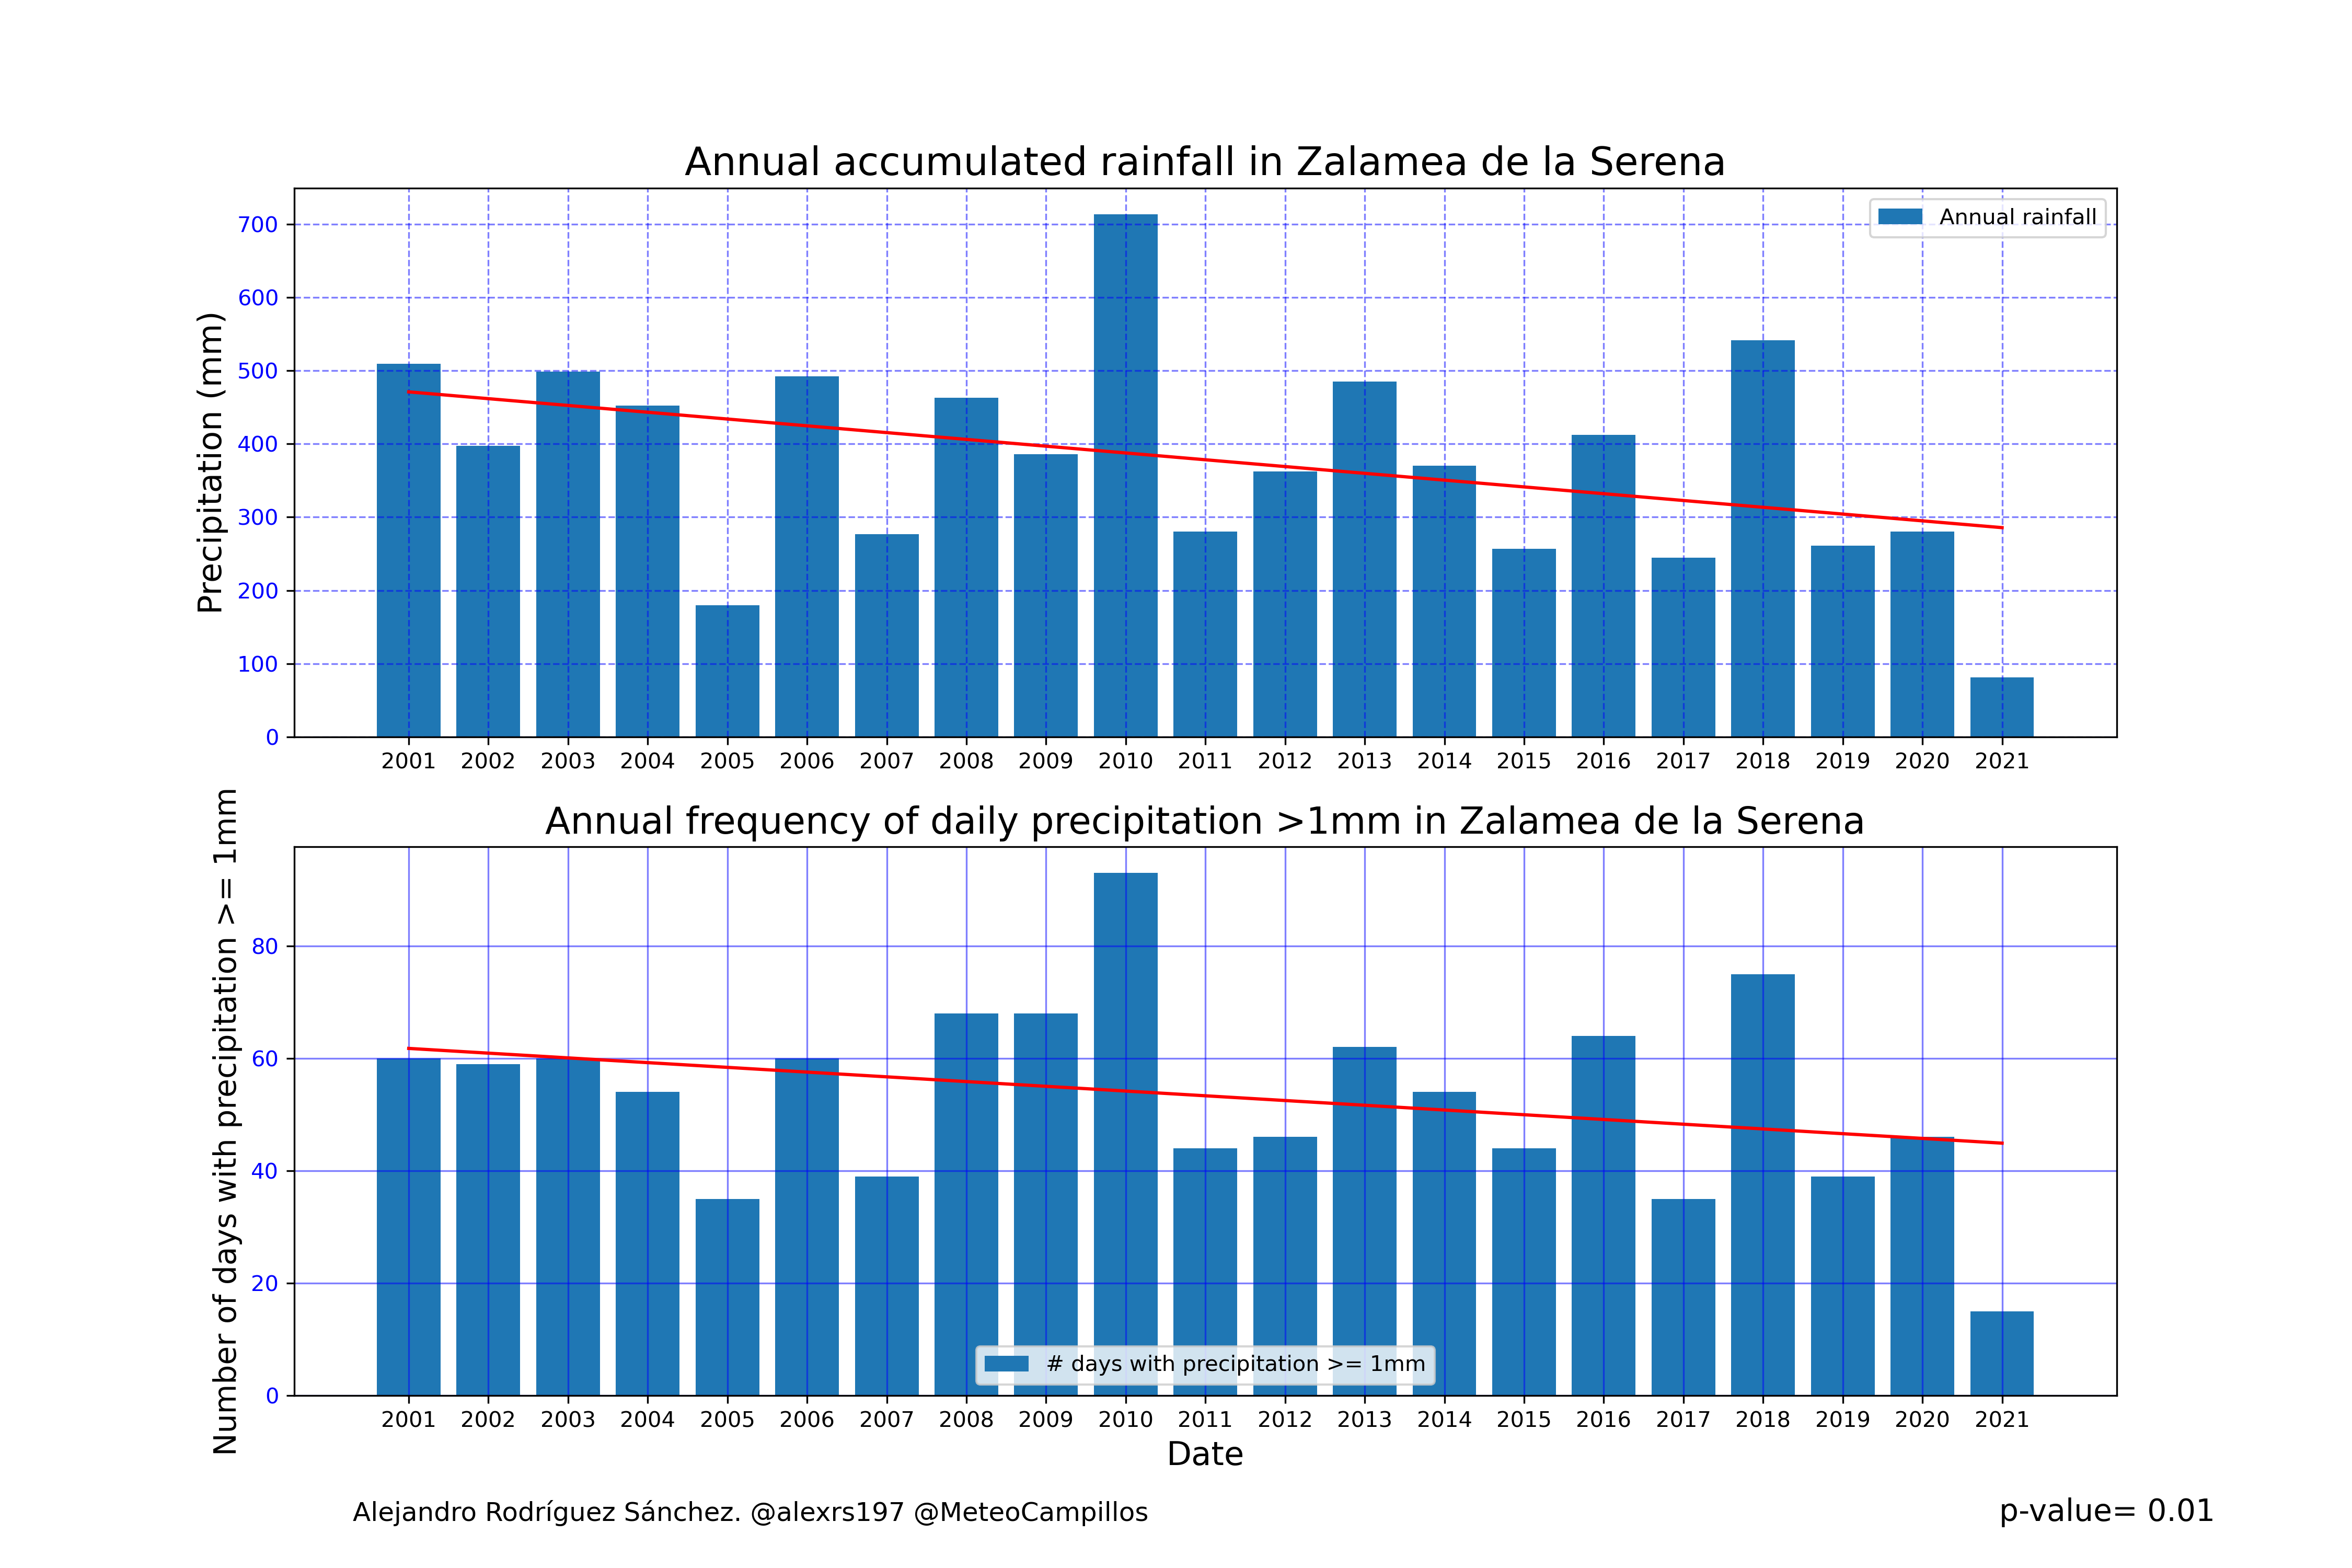 Annual accumulated rainfall in Zalamea de la Serena
Precipitation (mm)
700
600
500
400
300
200
100
0
Annual rainfall
2001 2002 2003 2004 2005 2006 2007 2008 2009 2010 2011 2012 2013 2014 2015 2016 2017 2018 2019 2020 2021
Annual frequency of daily precipitation >1mm in Zalamea de la Serena
Number of days with precipitation >= 1mm
80
60
40
20
0
# days with precipitation >= 1mm
2001 2002 2003 2004 2005 2006 2007 2008 2009 2010 2011 2012 2013 2014 2015 2016 2017 2018 2019 2020 2021
Date
Alejandro Rodríguez Sánchez. @alexrs197 @MeteoCampillos
p-value= 0.01